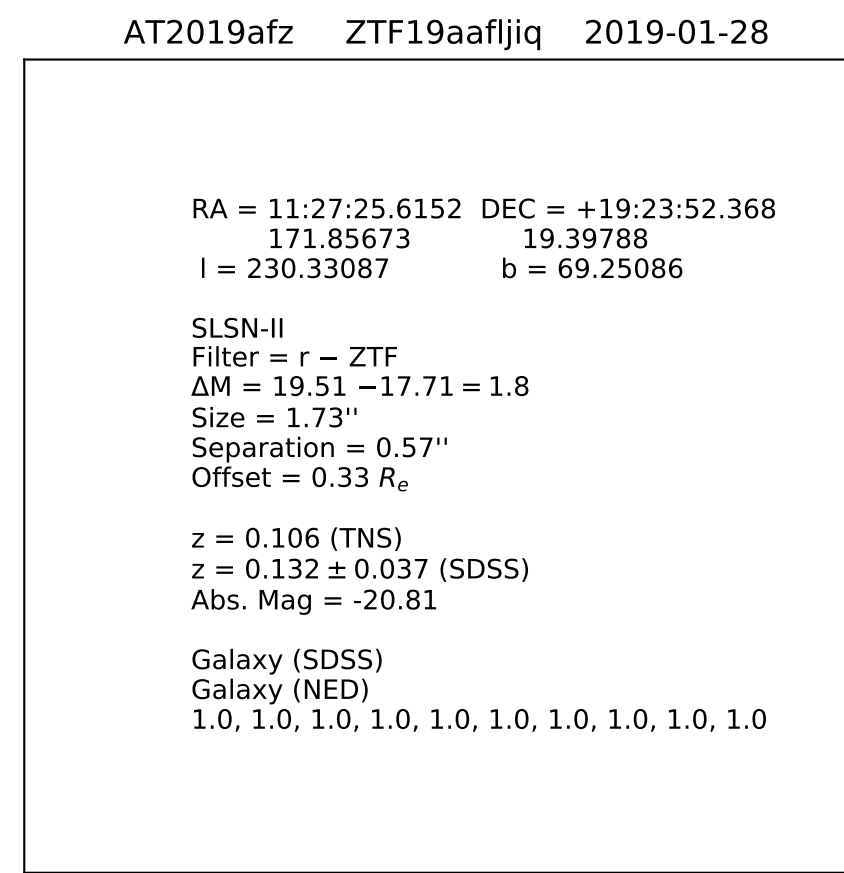 AT2019afz ZTF19aafljiq 2019-01-28
RA = 11:27:25.6152 DEC = +19:23:52.368
171.85673 19.39788
l = 230.33087 b = 69.25086
SLSN-II
Filter = r − ZTF
ΔM = 19.51 −17.71 = 1.8
Size = 1.73''
Separation = 0.57''
Offset = 0.33 Rₑ
z = 0.106 (TNS)
z = 0.132 ± 0.037 (SDSS)
Abs. Mag = -20.81
Galaxy (SDSS)
Galaxy (NED)
1.0, 1.0, 1.0, 1.0, 1.0, 1.0, 1.0, 1.0, 1.0, 1.0